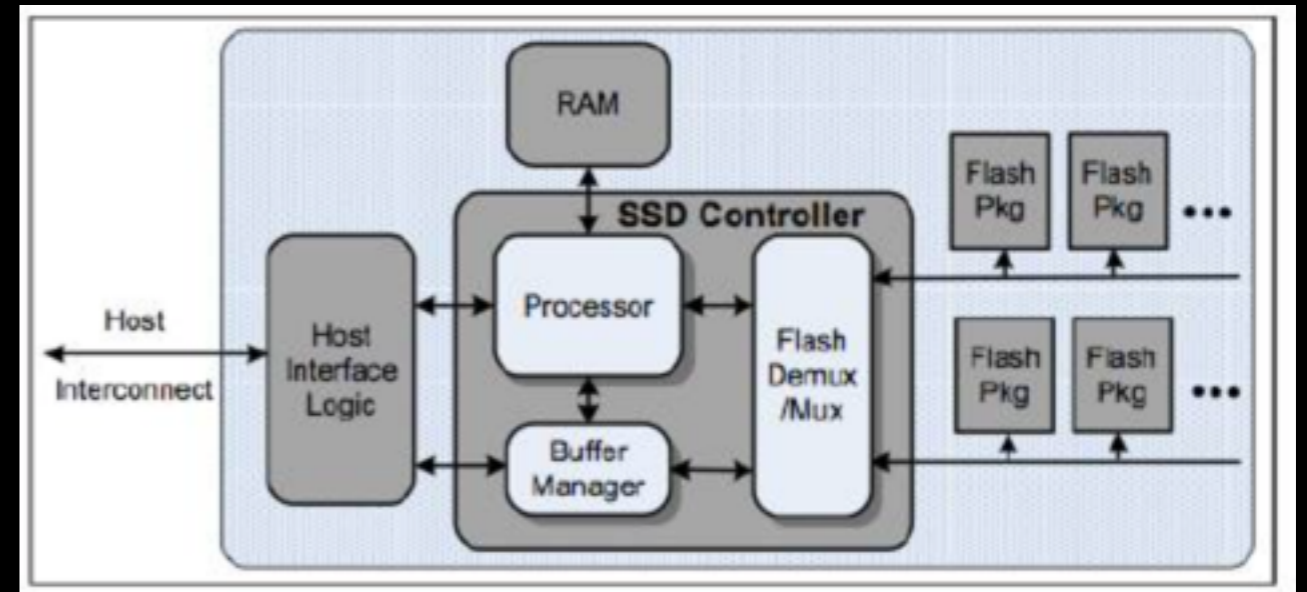 RAM
SSD Controller
Flash
Pkg
Flash
Pkg
...
Processor
Host
Interface
Logic
Host
Interconnect
Flash
Demux
/Mux
Flash
Pkg
Flash
Pkg
...
Buffer
Manager